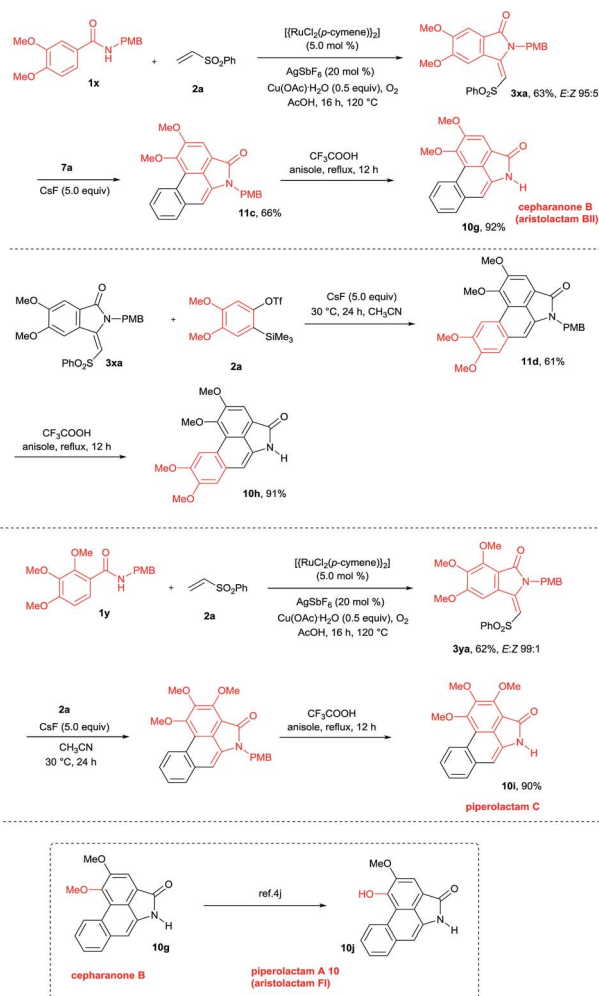 MeO
MeO
O
N
H
PMB
1x
+
SO2Ph
2a
[{RuCl2(p-cymene)}2]
(5.0 mol %)
AgSbF6 (20 mol %)
Cu(OAc)·H2O (0.5 equiv), O2
AcOH, 16 h, 120 °C
MeO
MeO
O
N-PMB
PhO2S
3xa, 63%, E:Z 95:5
7a
CsF (5.0 equiv)
MeO
MeO
O
N
PMB
11c, 66%
CF3COOH
anisole, reflux, 12 h
MeO
MeO
O
N
H
10g, 92%
cepharanone B
(aristolactam BII)
MeO
MeO
O
N-PMB
PhO2S
3xa
+
MeO
MeO
OTf
SiMe3
2a
CsF (5.0 equiv)
30 °C, 24 h, CH3CN
MeO
MeO
O
N
PMB
MeO
MeO
11d, 61%
CF3COOH
anisole, reflux, 12 h
MeO
MeO
O
N
H
MeO
MeO
10h, 91%
OMe
MeO
MeO
O
N
H
PMB
1y
+
SO2Ph
2a
[{RuCl2(p-cymene)}2]
(5.0 mol %)
AgSbF6 (20 mol %)
Cu(OAc)·H2O (0.5 equiv), O2
AcOH, 16 h, 120 °C
OMe
MeO
MeO
O
N-PMB
PhO2S
3ya, 62%, E:Z 99:1
2a
CsF (5.0 equiv)
CH3CN
30 °C, 24 h
MeO
OMe
MeO
O
N
PMB
CF3COOH
anisole, reflux, 12 h
MeO
OMe
MeO
O
N
H
10i, 90%
piperolactam C
MeO
MeO
O
N
H
10g
cepharanone B
ref.4j
MeO
HO
O
N
H
10j
piperolactam A 10
(aristolactam FI)